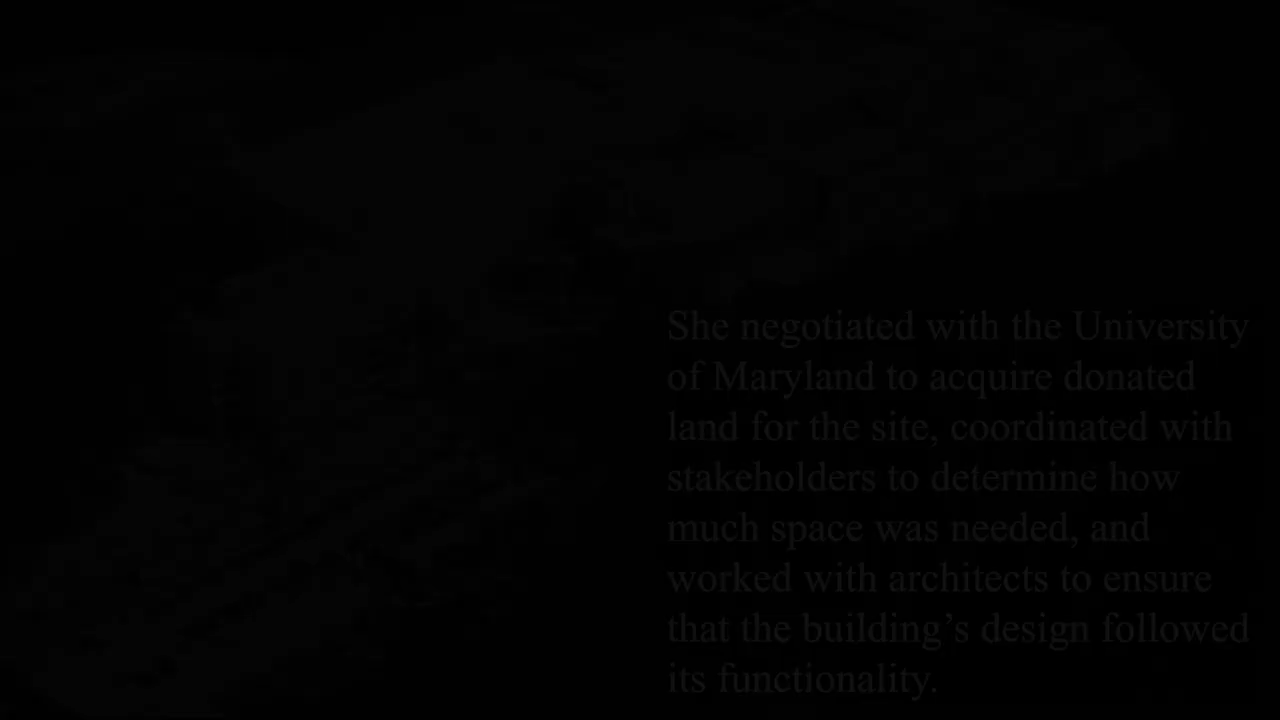 She negotiated with the University
of Maryland to acquire donated
land for the site, coordinated with
stakeholders to determine how
much space was needed, and
worked with architects to ensure
that the building’s design followed
its functionality.